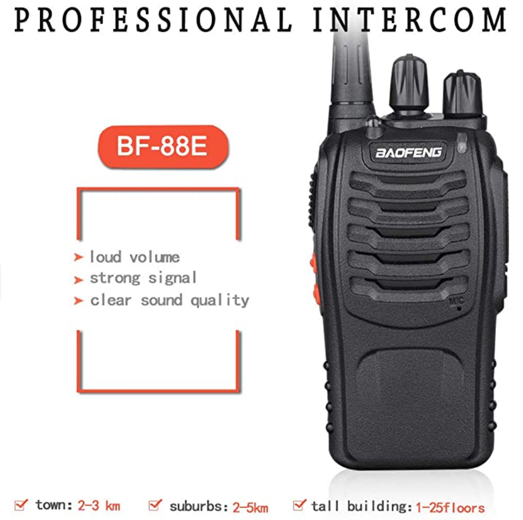 PROFESSIONAL INTERCOM
BF-88E
BAOFENG
loud volume
strong signal
clear sound quality
MIC
town: 2-3 km
suburbs: 2-5km
tall building: 1-25floors